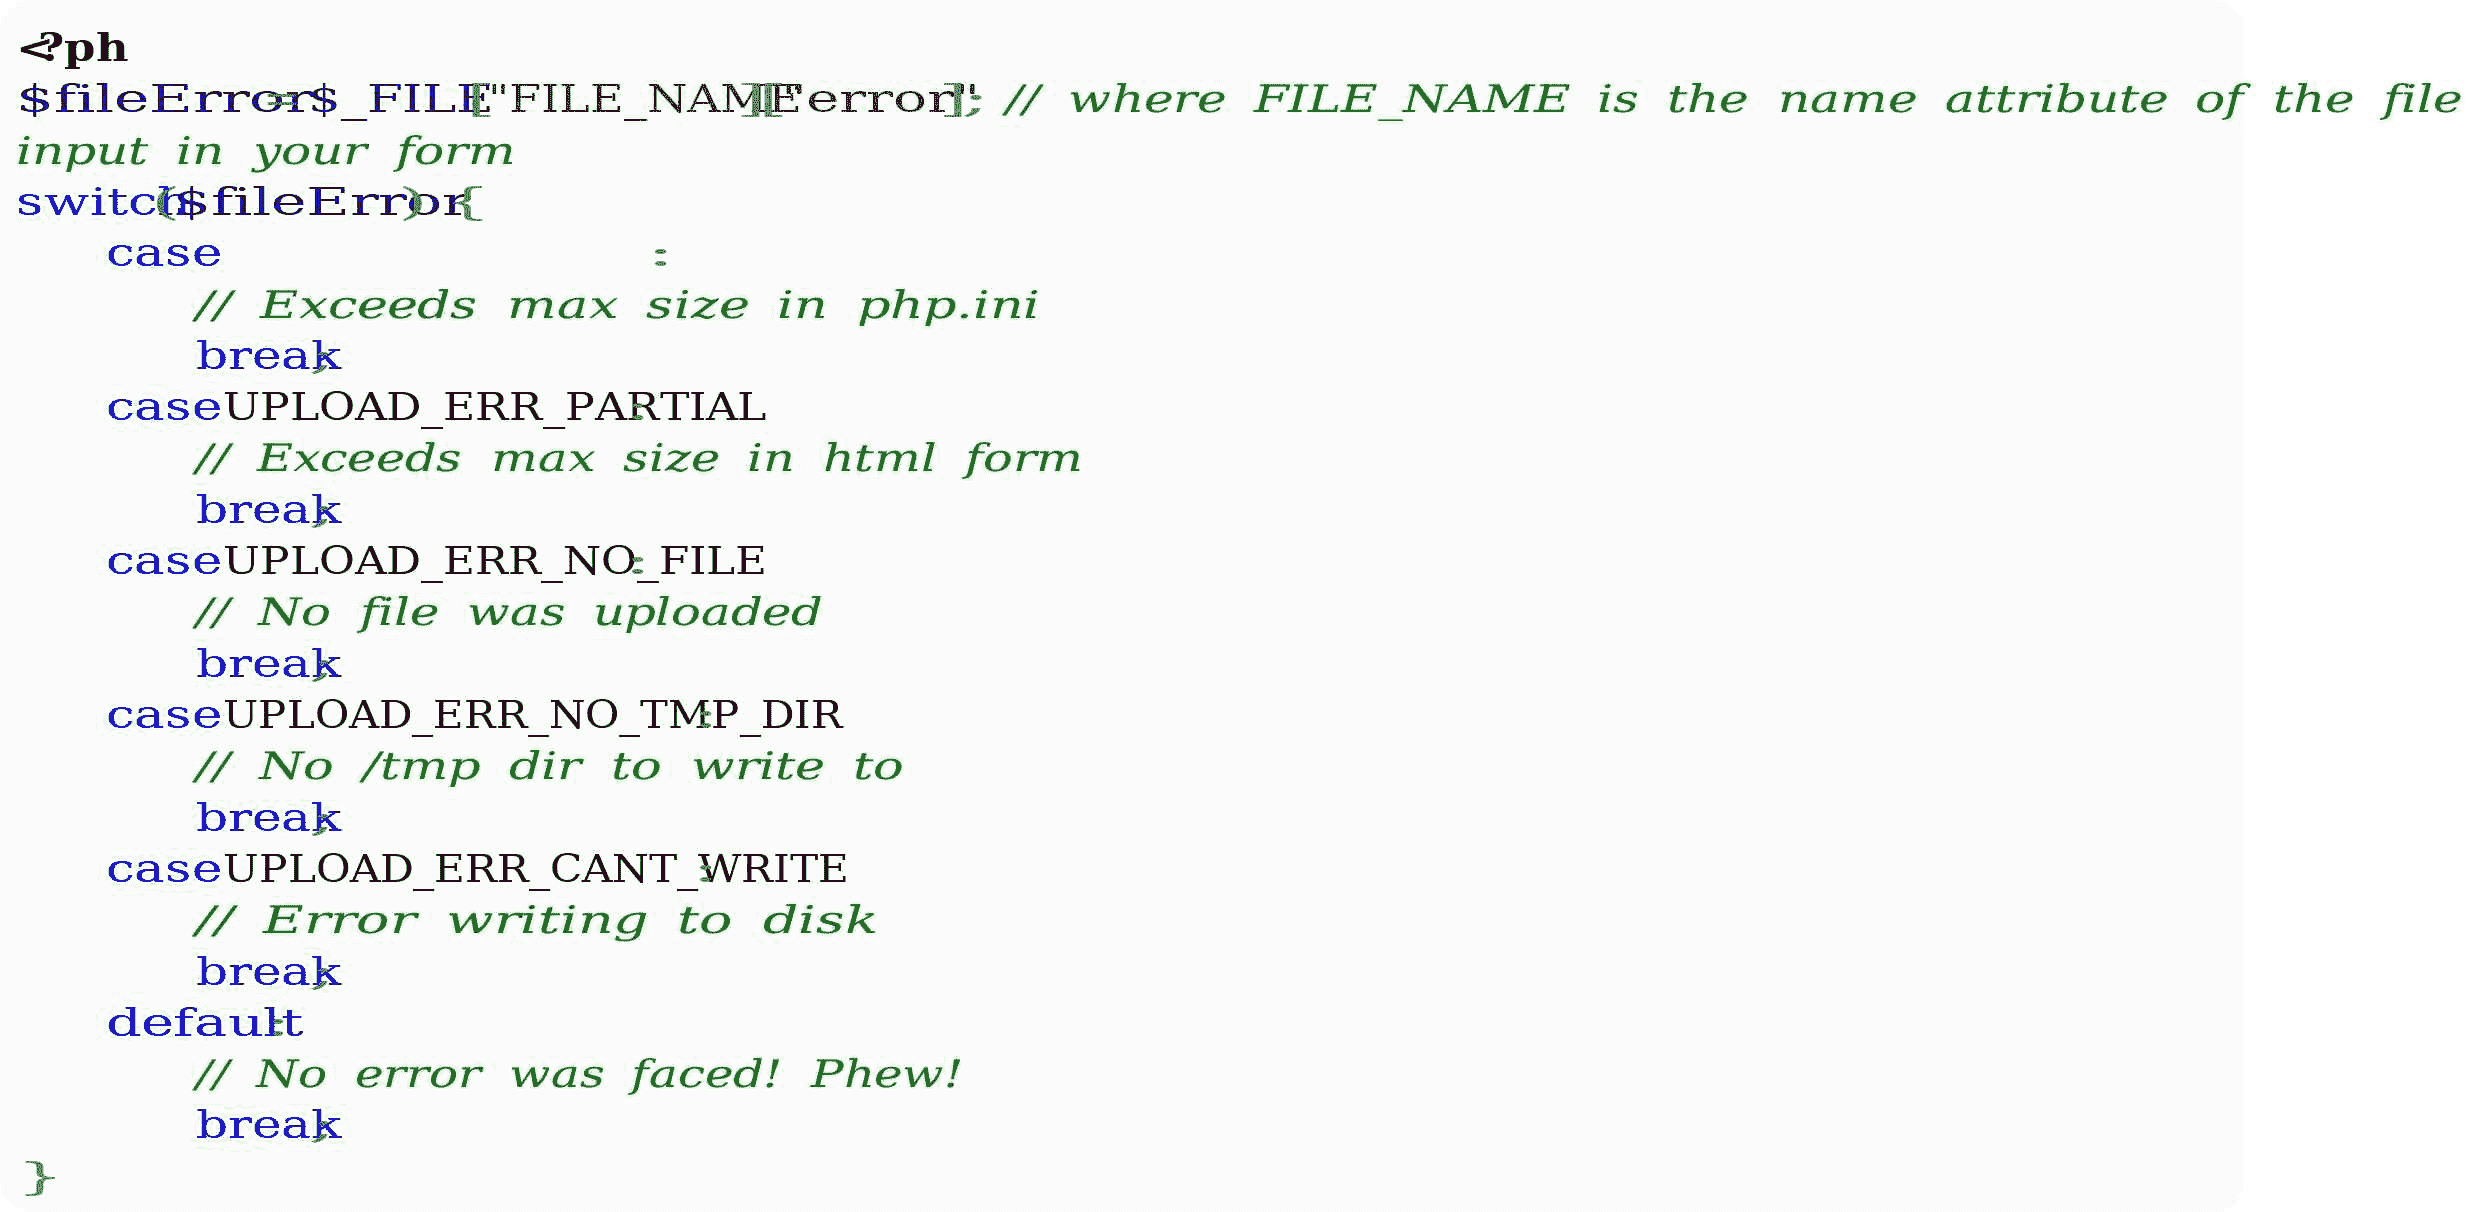 <?ph
$fileError=$_FILE["FILE_NAME"]["error"]; // where FILE_NAME is the name attribute of the file
input in your form
switch($fileError) {
case :
// Exceeds max size in php.ini
break;
case UPLOAD_ERR_PARTIAL:
// Exceeds max size in html form
break;
case UPLOAD_ERR_NO_FILE:
// No file was uploaded
break;
case UPLOAD_ERR_NO_TMP_DIR:
// No /tmp dir to write to
break;
case UPLOAD_ERR_CANT_WRITE:
// Error writing to disk
break;
default:
// No error was faced! Phew!
break;
}